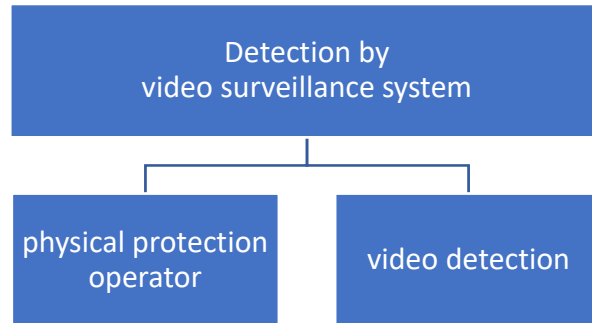 Detection by
video surveillance system
physical protection
operator
video detection